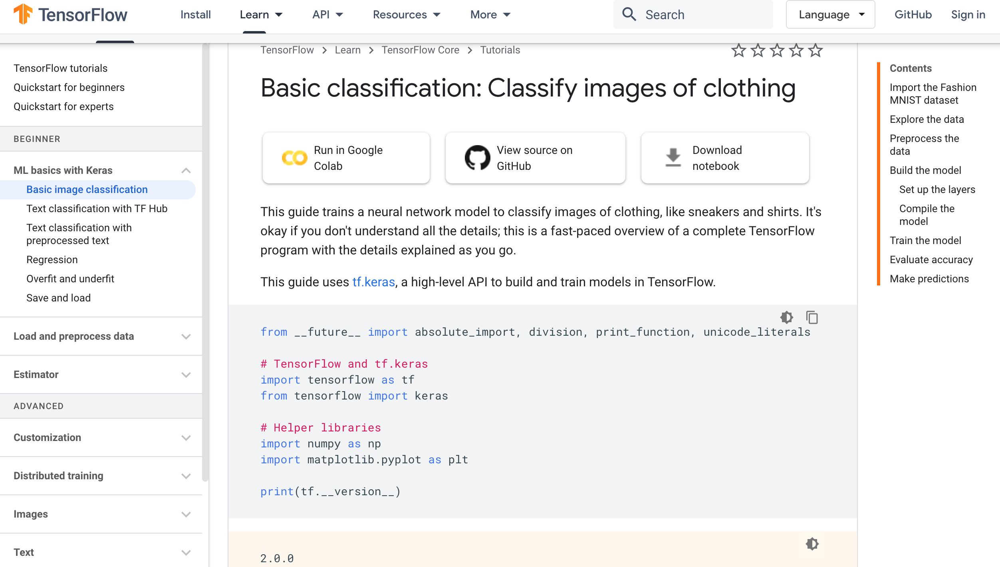 TensorFlow
Install
Learn
API
Resources
More
Search
Language
GitHub
Sign in
TensorFlow tutorials
Quickstart for beginners
Quickstart for experts
BEGINNER
ML basics with Keras
Basic image classification
Text classification with TF Hub
Text classification with
preprocessed text
Regression
Overfit and underfit
Save and load
Load and preprocess data
Estimator
ADVANCED
Customization
Distributed training
Images
Text
TensorFlow > Learn > TensorFlow Core > Tutorials
Basic classification: Classify images of clothing
Run in Google
Colab
View source on
GitHub
Download
notebook
This guide trains a neural network model to classify images of clothing, like sneakers and shirts. It's
okay if you don't understand all the details; this is a fast-paced overview of a complete TensorFlow
program with the details explained as you go.
This guide uses tf.keras, a high-level API to build and train models in TensorFlow.
from __future__ import absolute_import, division, print_function, unicode_literals
# TensorFlow and tf.keras
import tensorflow as tf
from tensorflow import keras
# Helper libraries
import numpy as np
import matplotlib.pyplot as plt
print(tf.__version__)
2.0.0
Contents
Import the Fashion
MNIST dataset
Explore the data
Preprocess the
data
Build the model
Set up the layers
Compile the
model
Train the model
Evaluate accuracy
Make predictions